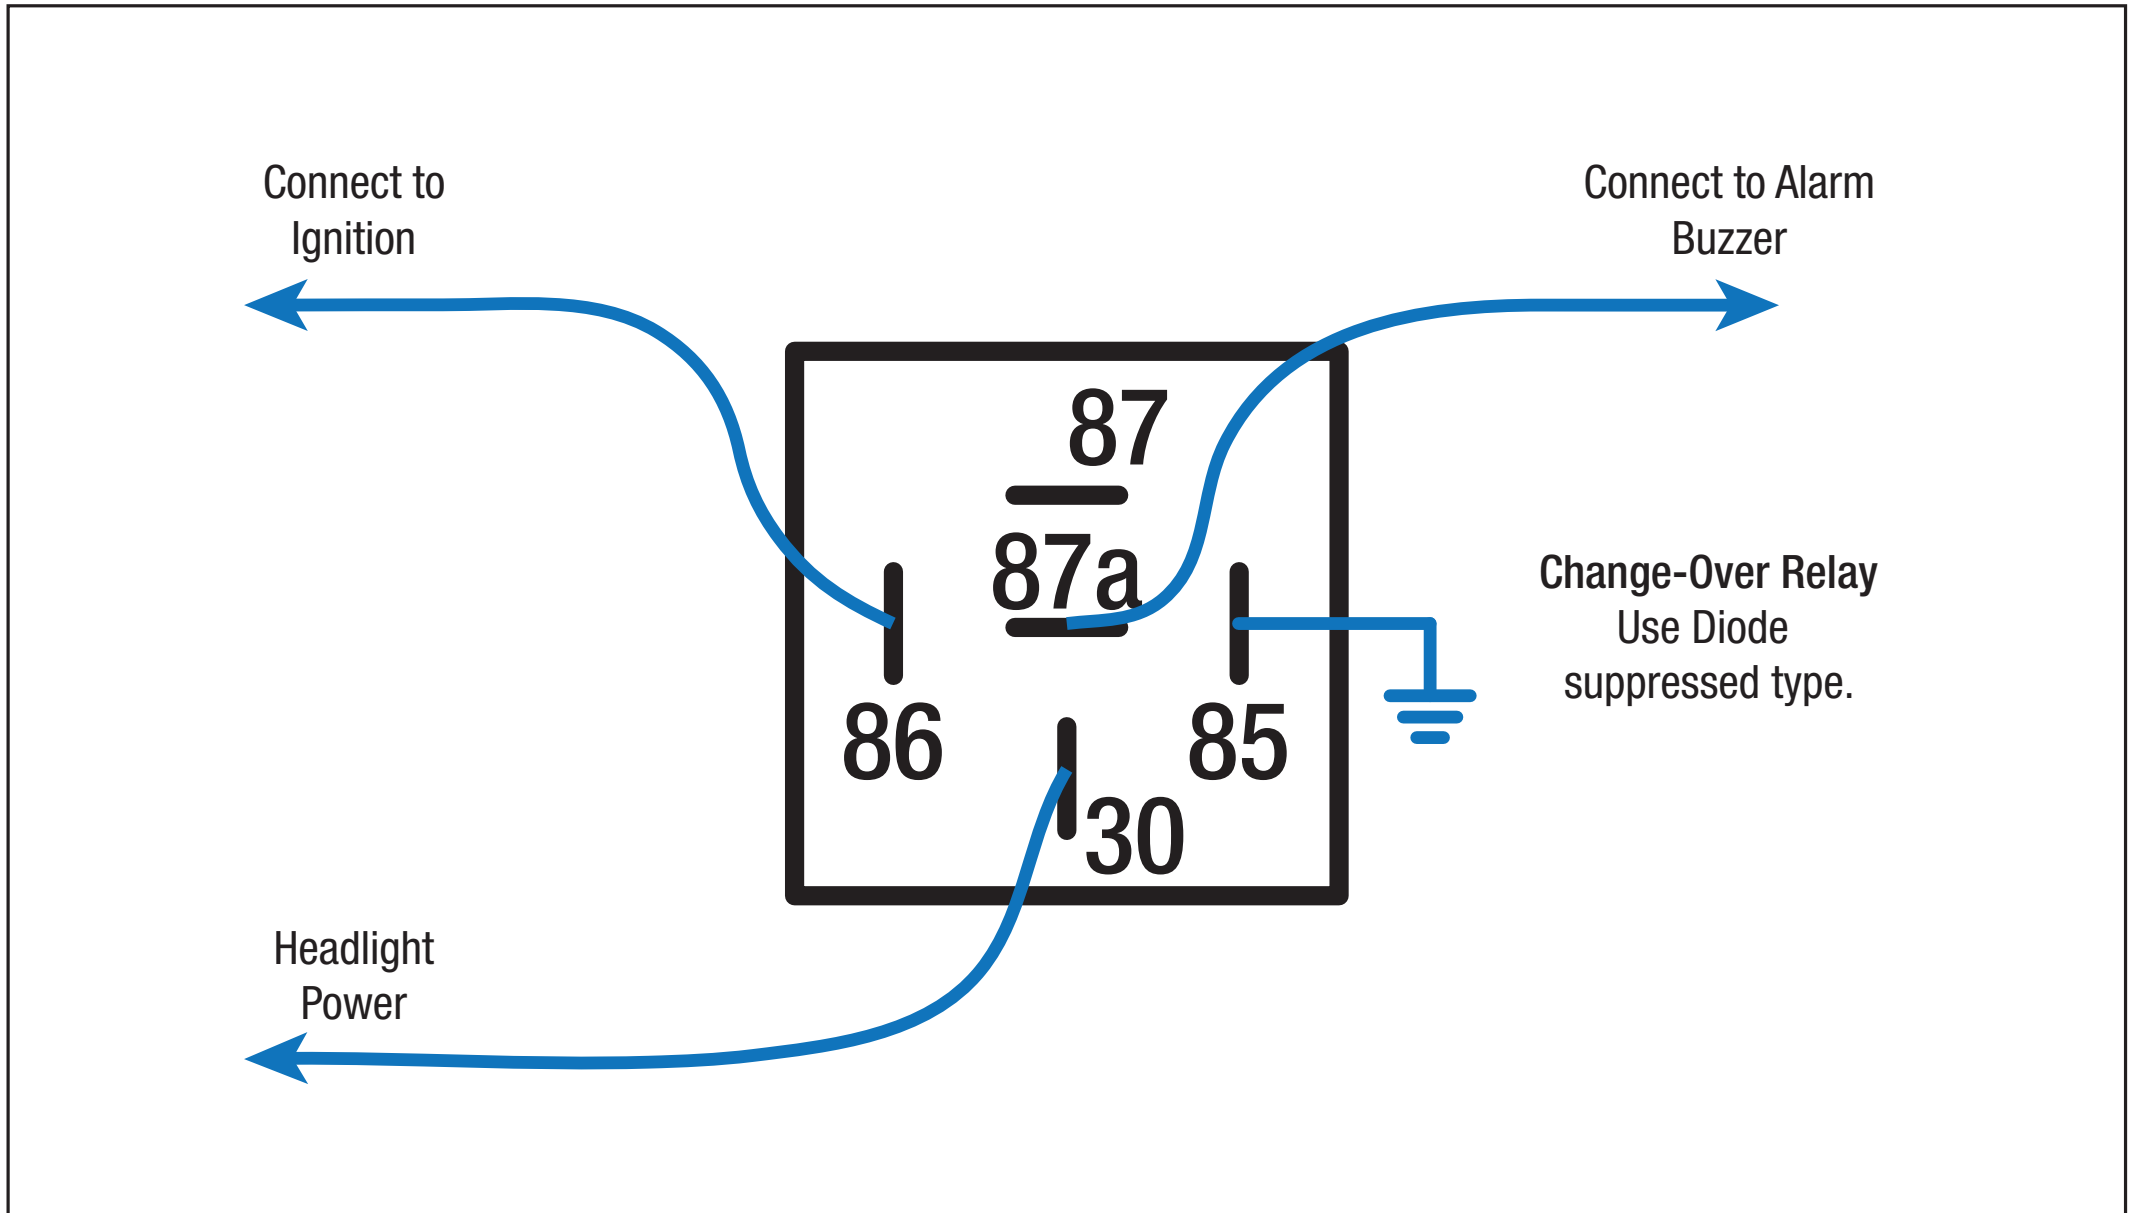 Connect to
Ignition
Connect to Alarm
Buzzer
87
87a
86
85
30
Change-Over Relay
Use Diode
suppressed type.
Headlight
Power